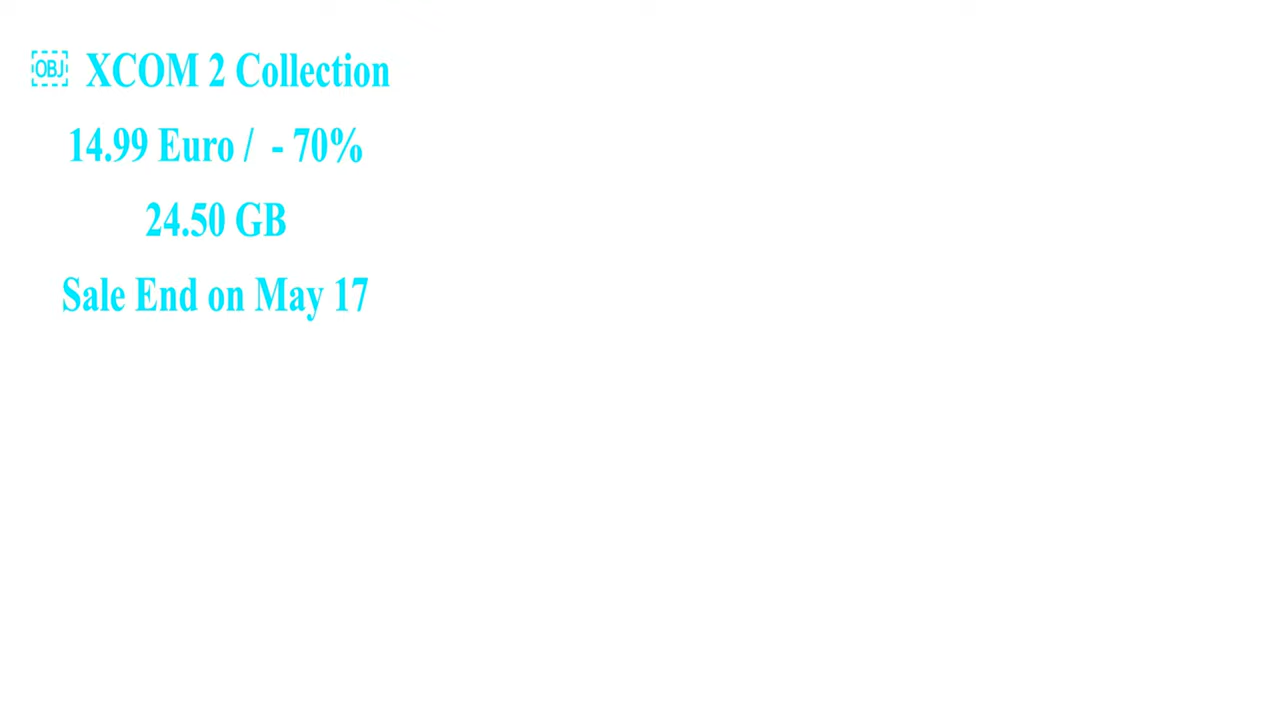 ￼ XCOM 2 Collection
14.99 Euro /  - 70%
24.50 GB
Sale End on May 17